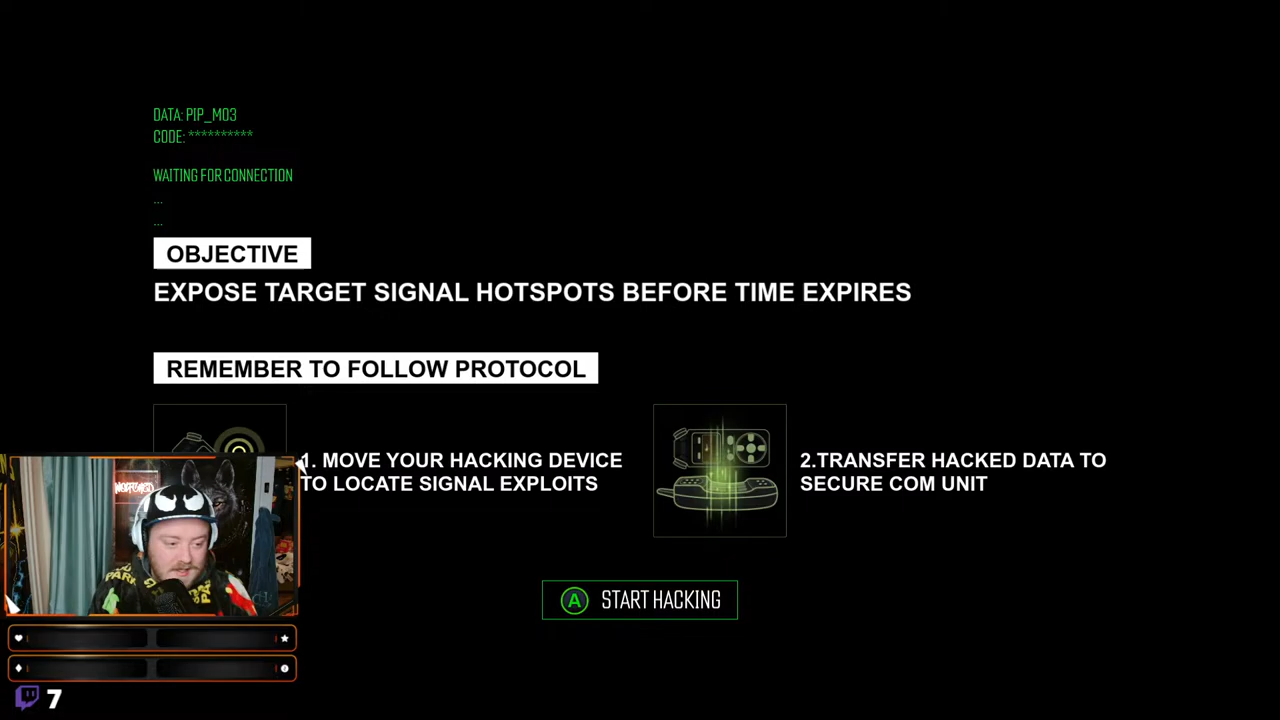 DATA: PIP_M03
CODE: **********
WAITING FOR CONNECTION
...
...
OBJECTIVE
EXPOSE TARGET SIGNAL HOTSPOTS BEFORE TIME EXPIRES
REMEMBER TO FOLLOW PROTOCOL
1. MOVE YOUR HACKING DEVICE
TO LOCATE SIGNAL EXPLOITS
2.TRANSFER HACKED DATA TO
SECURE COM UNIT
A START HACKING
7